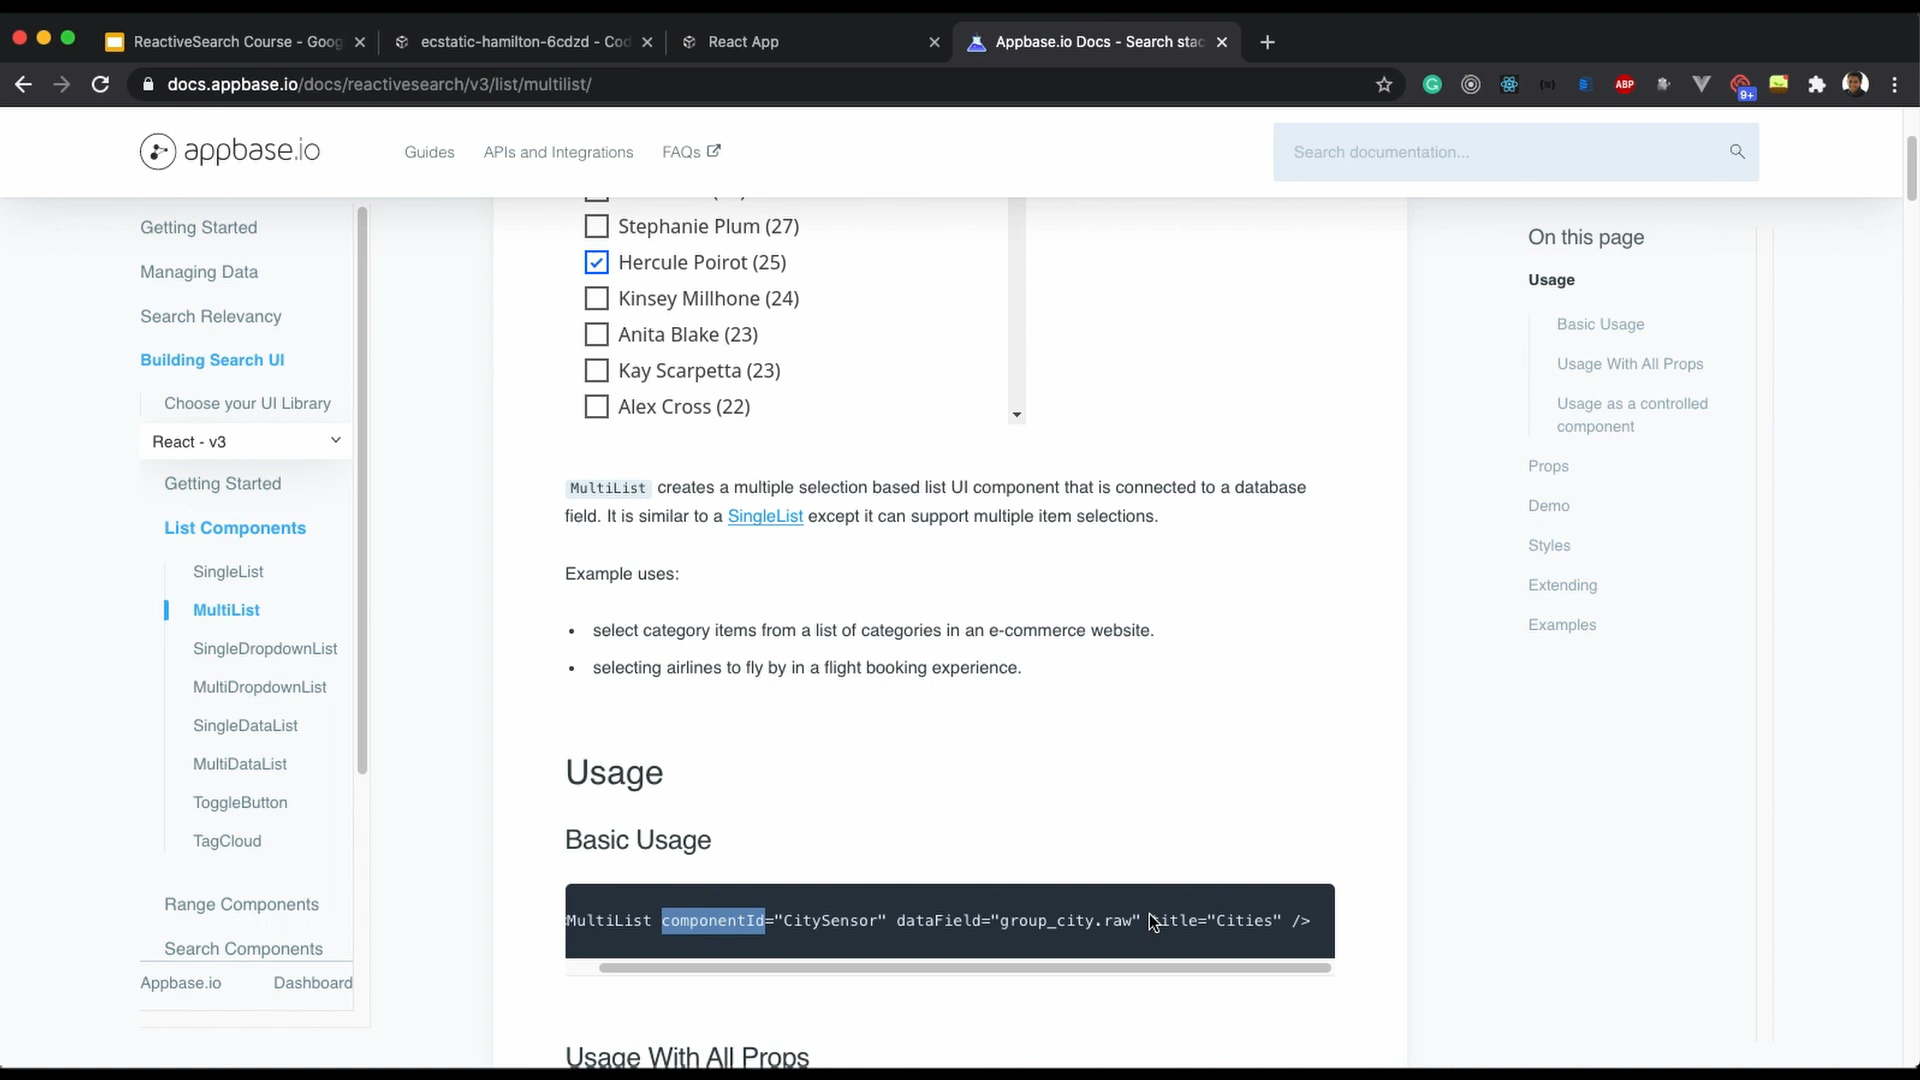 ReactiveSearch Course - Goog
ecstatic-hamilton-6cdzd - Cod
React App
Appbase.io Docs - Search stac
docs.appbase.io/docs/reactivesearch/v3/list/multilist/
ABP
9+
appbase.io
Guides
APIs and Integrations
FAQs
Search documentation...
Getting Started
Managing Data
Search Relevancy
Building Search UI
Choose your UI Library
React - v3
Getting Started
List Components
SingleList
MultiList
SingleDropdownList
MultiDropdownList
SingleDataList
MultiDataList
ToggleButton
TagCloud
Range Components
Search Components
Appbase.io
Dashboard
Stephanie Plum (27)
Hercule Poirot (25)
Kinsey Millhone (24)
Anita Blake (23)
Kay Scarpetta (23)
Alex Cross (22)
MultiList creates a multiple selection based list UI component that is connected to a database
field. It is similar to a SingleList except it can support multiple item selections.
Example uses:
• select category items from a list of categories in an e-commerce website.
• selecting airlines to fly by in a flight booking experience.
Usage
Basic Usage
MultiList componentId="CitySensor" dataField="group_city.raw" title="Cities" />
Usage With All Props
On this page
Usage
Basic Usage
Usage With All Props
Usage as a controlled
component
Props
Demo
Styles
Extending
Examples